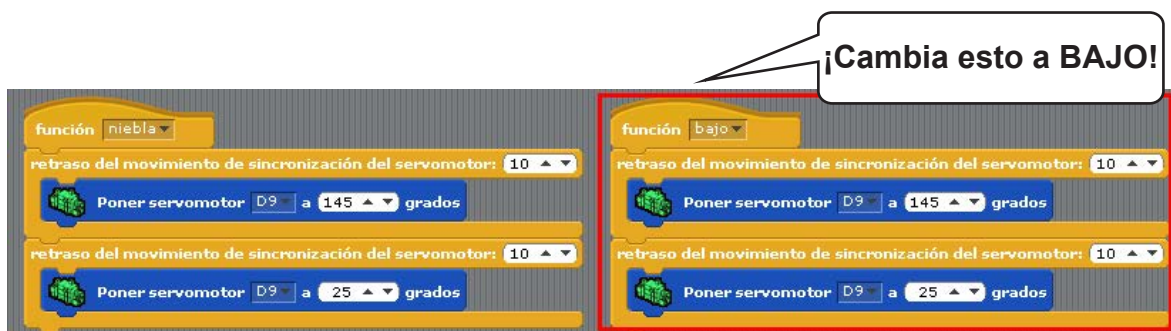 ¡Cambia esto a BAJO!
función niebla
retraso del movimiento de sincronización del servomotor: 10
Poner servomotor D9 a 145 grados
retraso del movimiento de sincronización del servomotor: 10
Poner servomotor D9 a 25 grados
función bajo
retraso del movimiento de sincronización del servomotor: 10
Poner servomotor D9 a 145 grados
retraso del movimiento de sincronización del servomotor: 10
Poner servomotor D9 a 25 grados